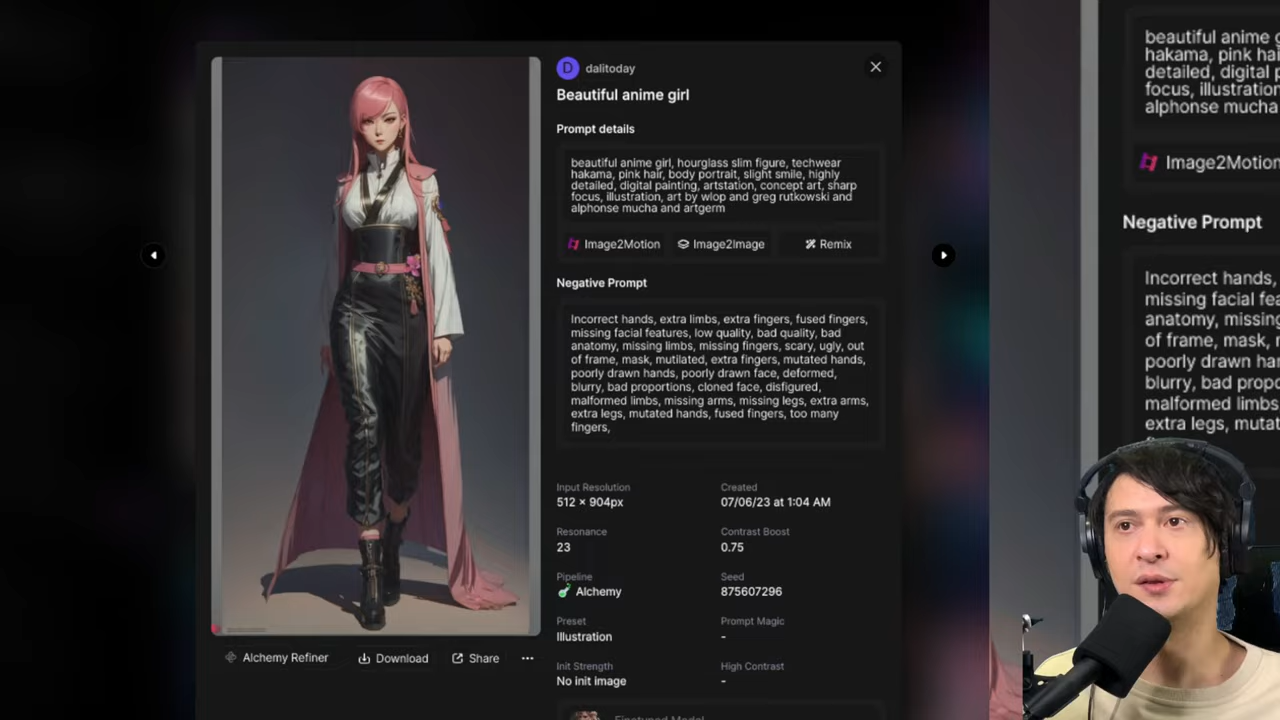 D dalitoday
Beautiful anime girl
Prompt details
beautiful anime girl, hourglass slim figure, techwear
hakama, pink hair, body portrait, slight smile, highly
detailed, digital painting, artstation, concept art, sharp
focus, illustration, art by wlop and greg rutkowski and
alphonse mucha and artgerm
Image2Motion Image2Image Remix
Negative Prompt
Incorrect hands, extra limbs, extra fingers, fused fingers,
missing facial features, low quality, bad quality, bad
anatomy, missing limbs, missing fingers, scary, ugly, out
of frame, mask, mutilated, extra fingers, mutated hands,
poorly drawn hands, poorly drawn face, deformed,
blurry, bad proportions, cloned face, disfigured,
malformed limbs, missing arms, missing legs, extra arms,
extra legs, mutated hands, fused fingers, too many
fingers,
Input Resolution Created
512 × 904px 07/06/23 at 1:04 AM
Resonance Contrast Boost
23 0.75
Pipeline Seed
Alchemy 875607296
Preset Prompt Magic
Illustration -
Init Strength High Contrast
No init image -
Finetuned Model
Alchemy Refiner Download Share
beautiful anime g
hakama, pink hai
detailed, digital p
focus, illustration
alphonse mucha
Image2Motion
Negative Prompt
Incorrect hands,
missing facial fea
anatomy, missing
of frame, mask, r
poorly drawn han
blurry, bad propo
malformed limbs
extra legs, mutat